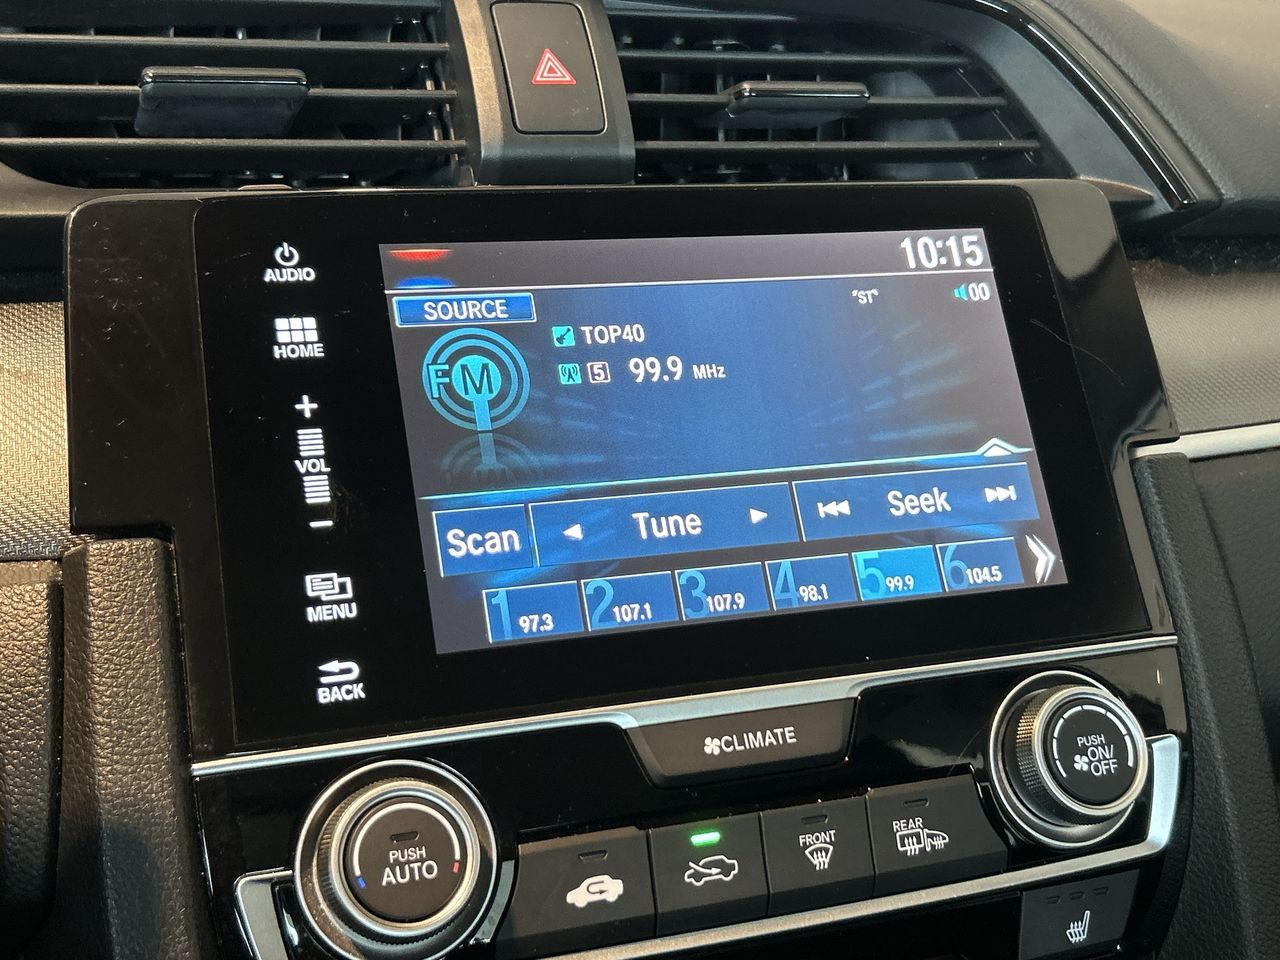 AUDIO
HOME
+
VOL
−
MENU
BACK
10:15
SOURCE
"ST"
00
FM
TOP40
5 99.9 MHz
Scan
Tune
Seek
1 97.3
2 107.1
3 107.9
4 98.1
5 99.9
6 104.5
CLIMATE
PUSH
AUTO
FRONT
REAR
PUSH
ON/
OFF